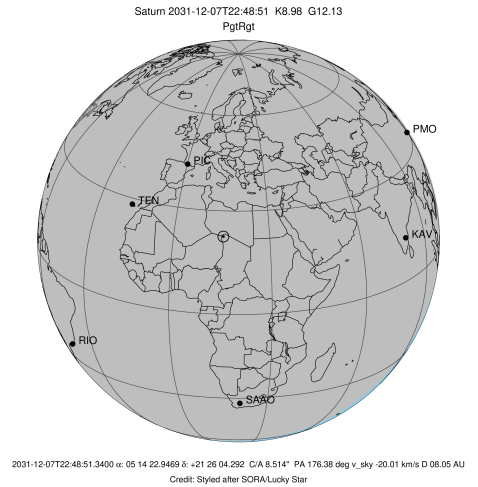 Saturn 2031-12-07T22:48:51 K8.98 G12.13
PgtRgt
PMO
PIC
TEN
KAV
RIO
SAAO
2031-12-07T22:48:51.3400 α: 05 14 22.9469 δ: +21 26 04.292 C/A 8.514" PA 176.38 deg v_sky -20.01 km/s D 08.05 AU
Credit: Styled after SORA/Lucky Star